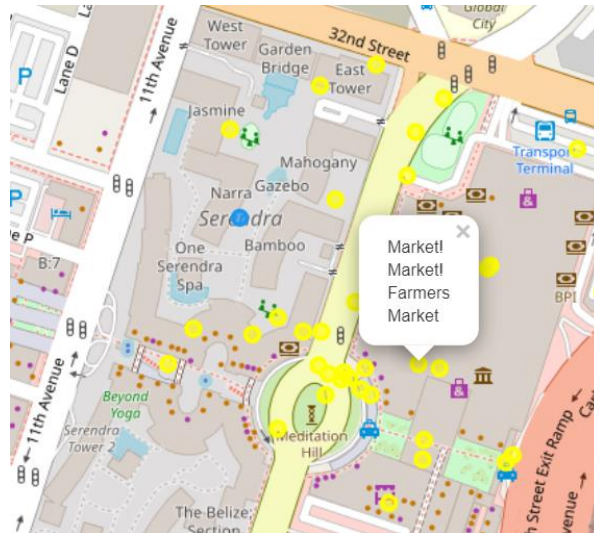 Global
City
West
Tower
Garden
Bridge
32nd Street
East
Tower
P
Lane D
11th Avenue
Jasmine
Transport
Terminal
Mahogany
Narra
Gazebo
Serendra
Bamboo
One
Serendra
Spa
B:7
×
Market!
Market!
Farmers
Market
BPI
P
Beyond
Yoga
11th Avenue
Serendra
Tower 2
Meditation
Hill
The Belize
Section
Street Exit Ramp